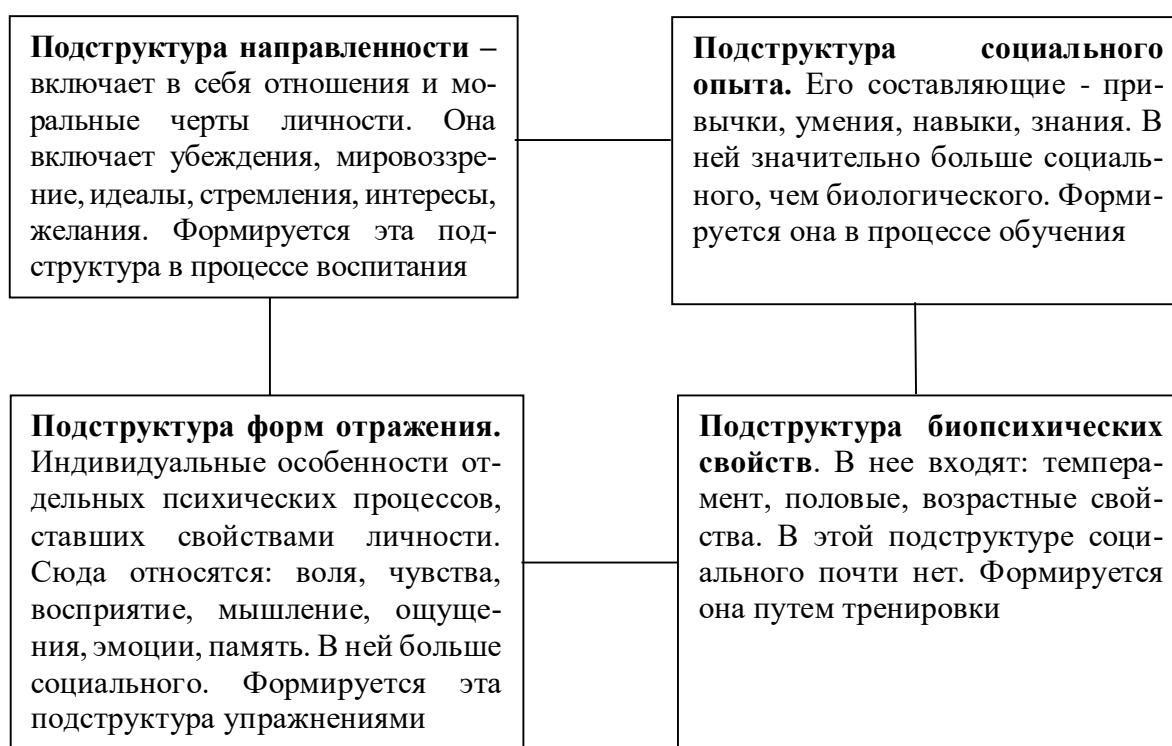 Подструктура направленности –
включает в себя отношения и мо-
ральные черты личности. Она
включает убеждения, мировоззре-
ние, идеалы, стремления, интересы,
желания. Формируется эта под-
структура в процессе воспитания
Подструктура социального
опыта. Его составляющие - при-
вычки, умения, навыки, знания. В
ней значительно больше социаль-
ного, чем биологического. Форми-
руется она в процессе обучения
Подструктура форм отражения.
Индивидуальные особенности от-
дельных психических процессов,
ставших свойствами личности.
Сюда относятся: воля, чувства,
восприятие, мышление, ощуще-
ния, эмоции, память. В ней больше
социального. Формируется эта
подструктура упражнениями
Подструктура биопсихических
свойств. В нее входят: темпера-
мент, половые, возрастные свой-
ства. В этой подструктуре соци-
ального почти нет. Формируется
она путем тренировки